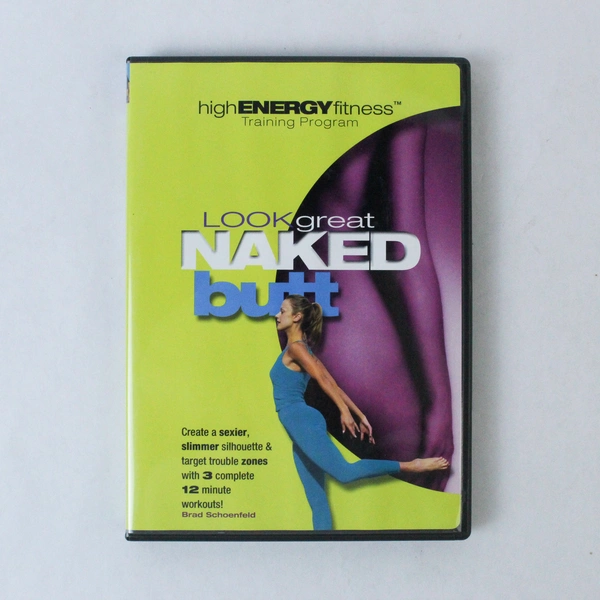 highENERGYfitness™
Training Program
LOOKgreat
NAKED
butt
Create a sexier,
slimmer silhouette &
target trouble zones
with 3 complete
12 minute
workouts!
Brad Schoenfeld